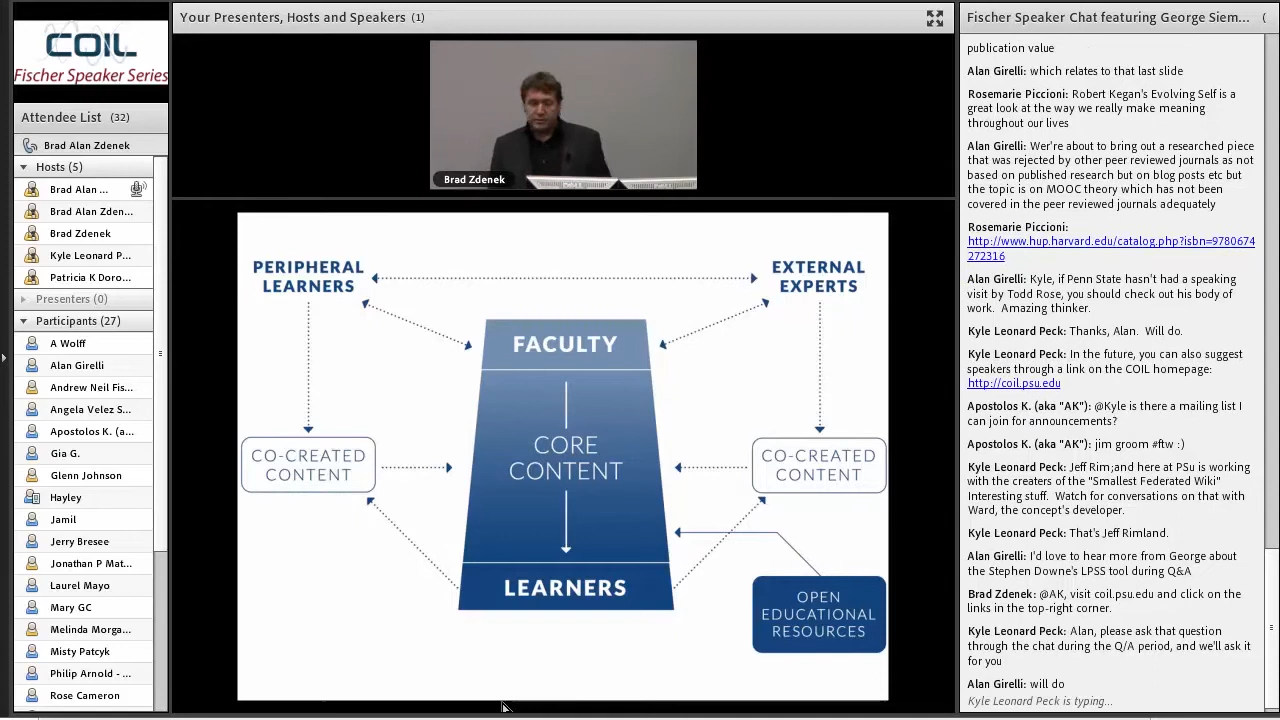 COIL
Fischer Speaker Series
Attendee List (32)
Brad Alan Zdenek
Hosts (5)
Brad Alan ...
Brad Alan Zden...
Brad Zdenek
Kyle Leonard P...
Patricia K Doro...
Presenters (0)
Participants (27)
A Wolff
Alan Girelli
Andrew Neil Fis...
Angela Velez S...
Apostolos K. (a...
Gia G.
Glenn Johnson
Hayley
Jamil
Jerry Bresee
Jonathan P Mat...
Laurel Mayo
Mary GC
Melinda Morga...
Misty Patcyk
Philip Arnold - ...
Rose Cameron
Your Presenters, Hosts and Speakers (1)
Brad Zdenek
PERIPHERAL
LEARNERS
EXTERNAL
EXPERTS
FACULTY
CORE
CONTENT
LEARNERS
CO-CREATED
CONTENT
CO-CREATED
CONTENT
OPEN
EDUCATIONAL
RESOURCES
Fischer Speaker Chat featuring George Siem... (
publication value
Alan Girelli: which relates to that last slide
Rosemarie Piccioni: Robert Kegan's Evolving Self is a
great look at the way we really make meaning
throughout our lives
Alan Girelli: Wer're about to bring out a researched piece
that was rejected by other peer reviewed journals as not
based on published research but on blog posts etc but
the topic is on MOOC theory which has not been
covered in the peer reviewed journals adequately
Rosemarie Piccioni:
http://www.hup.harvard.edu/catalog.php?isbn=9780674
272316
Alan Girelli: Kyle, if Penn State hasn't had a speaking
visit by Todd Rose, you should check out his body of
work. Amazing thinker.
Kyle Leonard Peck: Thanks, Alan. Will do.
Kyle Leonard Peck: In the future, you can also suggest
speakers through a link on the COIL homepage:
http://coil.psu.edu
Apostolos K. (aka "AK"): @Kyle is there a mailing list I
can join for announcements?
Apostolos K. (aka "AK"): jim groom #ftw :)
Kyle Leonard Peck: Jeff Rim;and here at PSu is working
with the creators of the "Smallest Federated Wiki"
Interesting stuff. Which for conversations on that with
Ward, the concept's developer.
Kyle Leonard Peck: That's Jeff Rimland.
Alan Girelli: I'd love to hear more from George about
the Stephen Downe's LPSS tool during Q&A
Brad Zdenek: @AK, visit coil.psu.edu and click on the
links in the top-right corner.
Kyle Leonard Peck: Alan, please ask that question
through the chat during the Q/A period, and we'll ask it
for you
Alan Girelli: will do
Kyle Leonard Peck is typing...